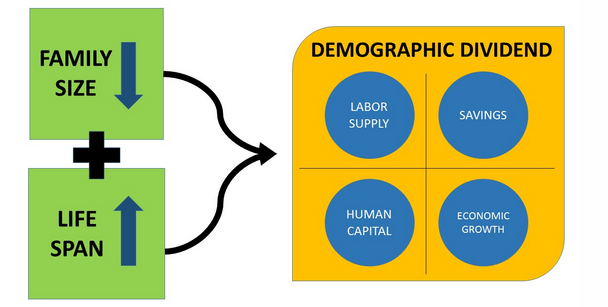 FAMILY
SIZE
LIFE
SPAN
DEMOGRAPHIC DIVIDEND
LABOR
SUPPLY
SAVINGS
HUMAN
CAPITAL
ECONOMIC
GROWTH